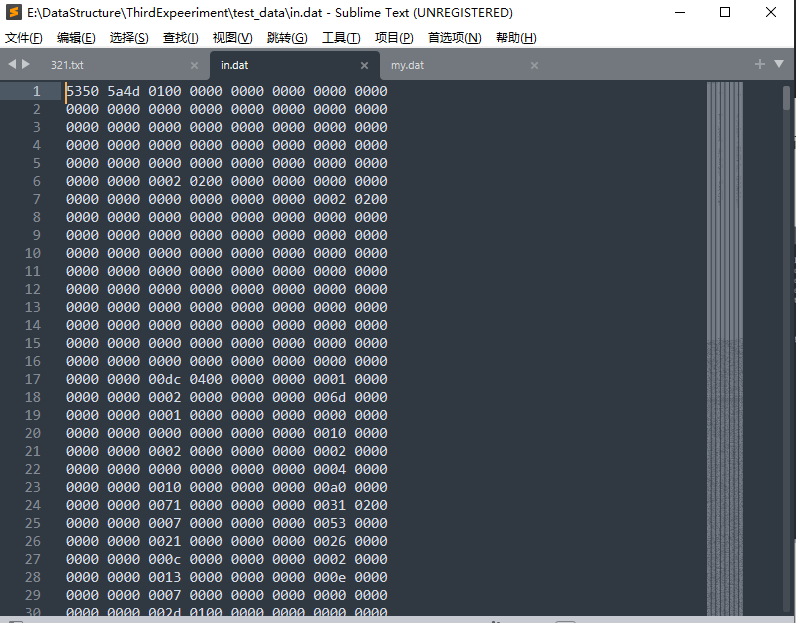 E:\DataStructure\ThirdExpeeriment\test_data\in.dat - Sublime Text (UNREGISTERED)
文件(F) 编辑(E) 选择(S) 查找(I) 视图(V) 跳转(G) 工具(T) 项目(P) 首选项(N) 帮助(H)
321.txt in.dat my.dat
1 5350 5a4d 0100 0000 0000 0000 0000 0000
2 0000 0000 0000 0000 0000 0000 0000 0000
3 0000 0000 0000 0000 0000 0000 0000 0000
4 0000 0000 0000 0000 0000 0000 0000 0000
5 0000 0000 0000 0000 0000 0000 0000 0000
6 0000 0000 0002 0200 0000 0000 0000 0000
7 0000 0000 0000 0000 0000 0000 0002 0200
8 0000 0000 0000 0000 0000 0000 0000 0000
9 0000 0000 0000 0000 0000 0000 0000 0000
10 0000 0000 0000 0000 0000 0000 0000 0000
11 0000 0000 0000 0000 0000 0000 0000 0000
12 0000 0000 0000 0000 0000 0000 0000 0000
13 0000 0000 0000 0000 0000 0000 0000 0000
14 0000 0000 0000 0000 0000 0000 0000 0000
15 0000 0000 0000 0000 0000 0000 0000 0000
16 0000 0000 0000 0000 0000 0000 0000 0000
17 0000 0000 00dc 0400 0000 0000 0001 0000
18 0000 0000 0002 0000 0000 0000 006d 0000
19 0000 0000 0001 0000 0000 0000 0000 0000
20 0000 0000 0000 0000 0000 0000 0010 0000
21 0000 0000 0002 0000 0000 0000 0002 0000
22 0000 0000 0000 0000 0000 0000 0004 0000
23 0000 0000 0010 0000 0000 0000 00a0 0000
24 0000 0000 0071 0000 0000 0000 0031 0200
25 0000 0000 0007 0000 0000 0000 0053 0000
26 0000 0000 0021 0000 0000 0000 0026 0000
27 0000 0000 000c 0000 0000 0000 0002 0000
28 0000 0000 0013 0000 0000 0000 000e 0000
29 0000 0000 0007 0000 0000 0000 0000 0000
30 0000 0000 002d 0100 0000 0000 0000 0000